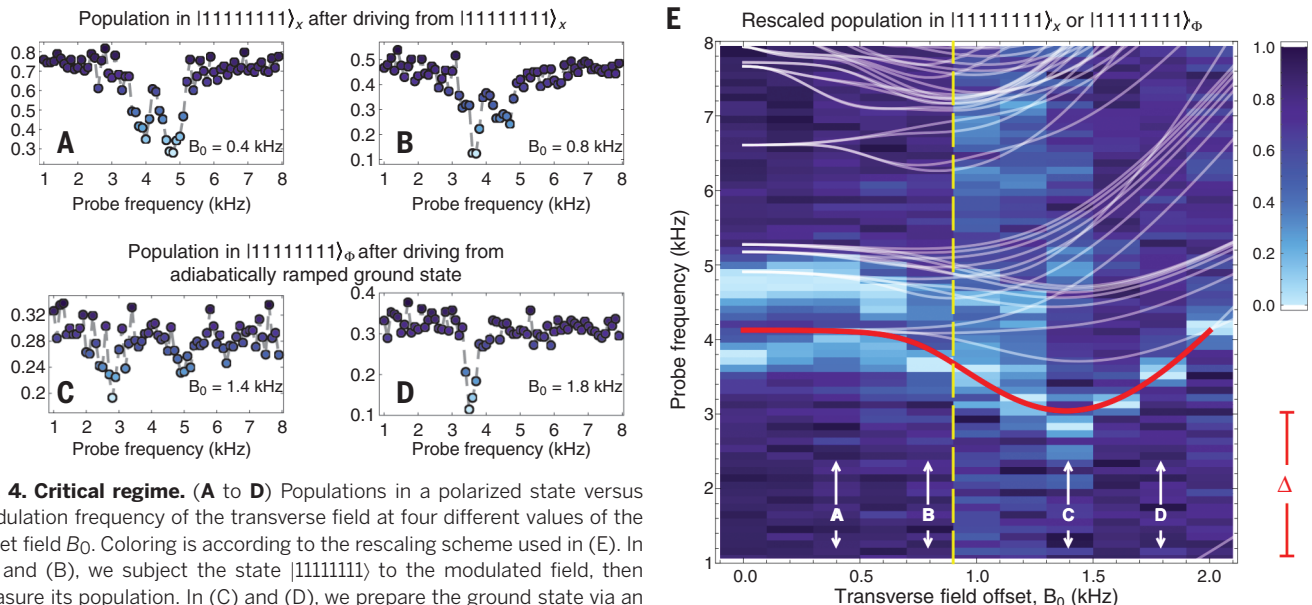 Population in |11111111⟩x after driving from |11111111⟩x
0.8
0.7
0.6
0.5
0.4
0.3
A
B0 = 0.4 kHz
1 2 3 4 5 6 7 8
Probe frequency (kHz)
0.5
0.4
0.3
0.2
0.1
B
B0 = 0.8 kHz
1 2 3 4 5 6 7 8
Probe frequency (kHz)
Population in |11111111⟩Φ after driving from
adiabatically ramped ground state
0.32
0.28
0.24
0.2
C
B0 = 1.4 kHz
1 2 3 4 5 6 7 8
Probe frequency (kHz)
0.4
0.3
0.2
0.1
D
B0 = 1.8 kHz
1 2 3 4 5 6 7 8
Probe frequency (kHz)
4. Critical regime. (A to D) Populations in a polarized state versus
dulation frequency of the transverse field at four different values of the
et field B0. Coloring is according to the rescaling scheme used in (E). In
and (B), we subject the state |11111111⟩ to the modulated field, then
asure its population. In (C) and (D), we prepare the ground state via an
E
Rescaled population in |11111111⟩x or |11111111⟩Φ
8
7
6
5
4
3
2
1
Probe frequency (kHz)
A
B
C
D
0.0 0.5 1.0 1.5 2.0
Transverse field offset, B0 (kHz)
1.0
0.8
0.6
0.4
0.2
0.0
Δ